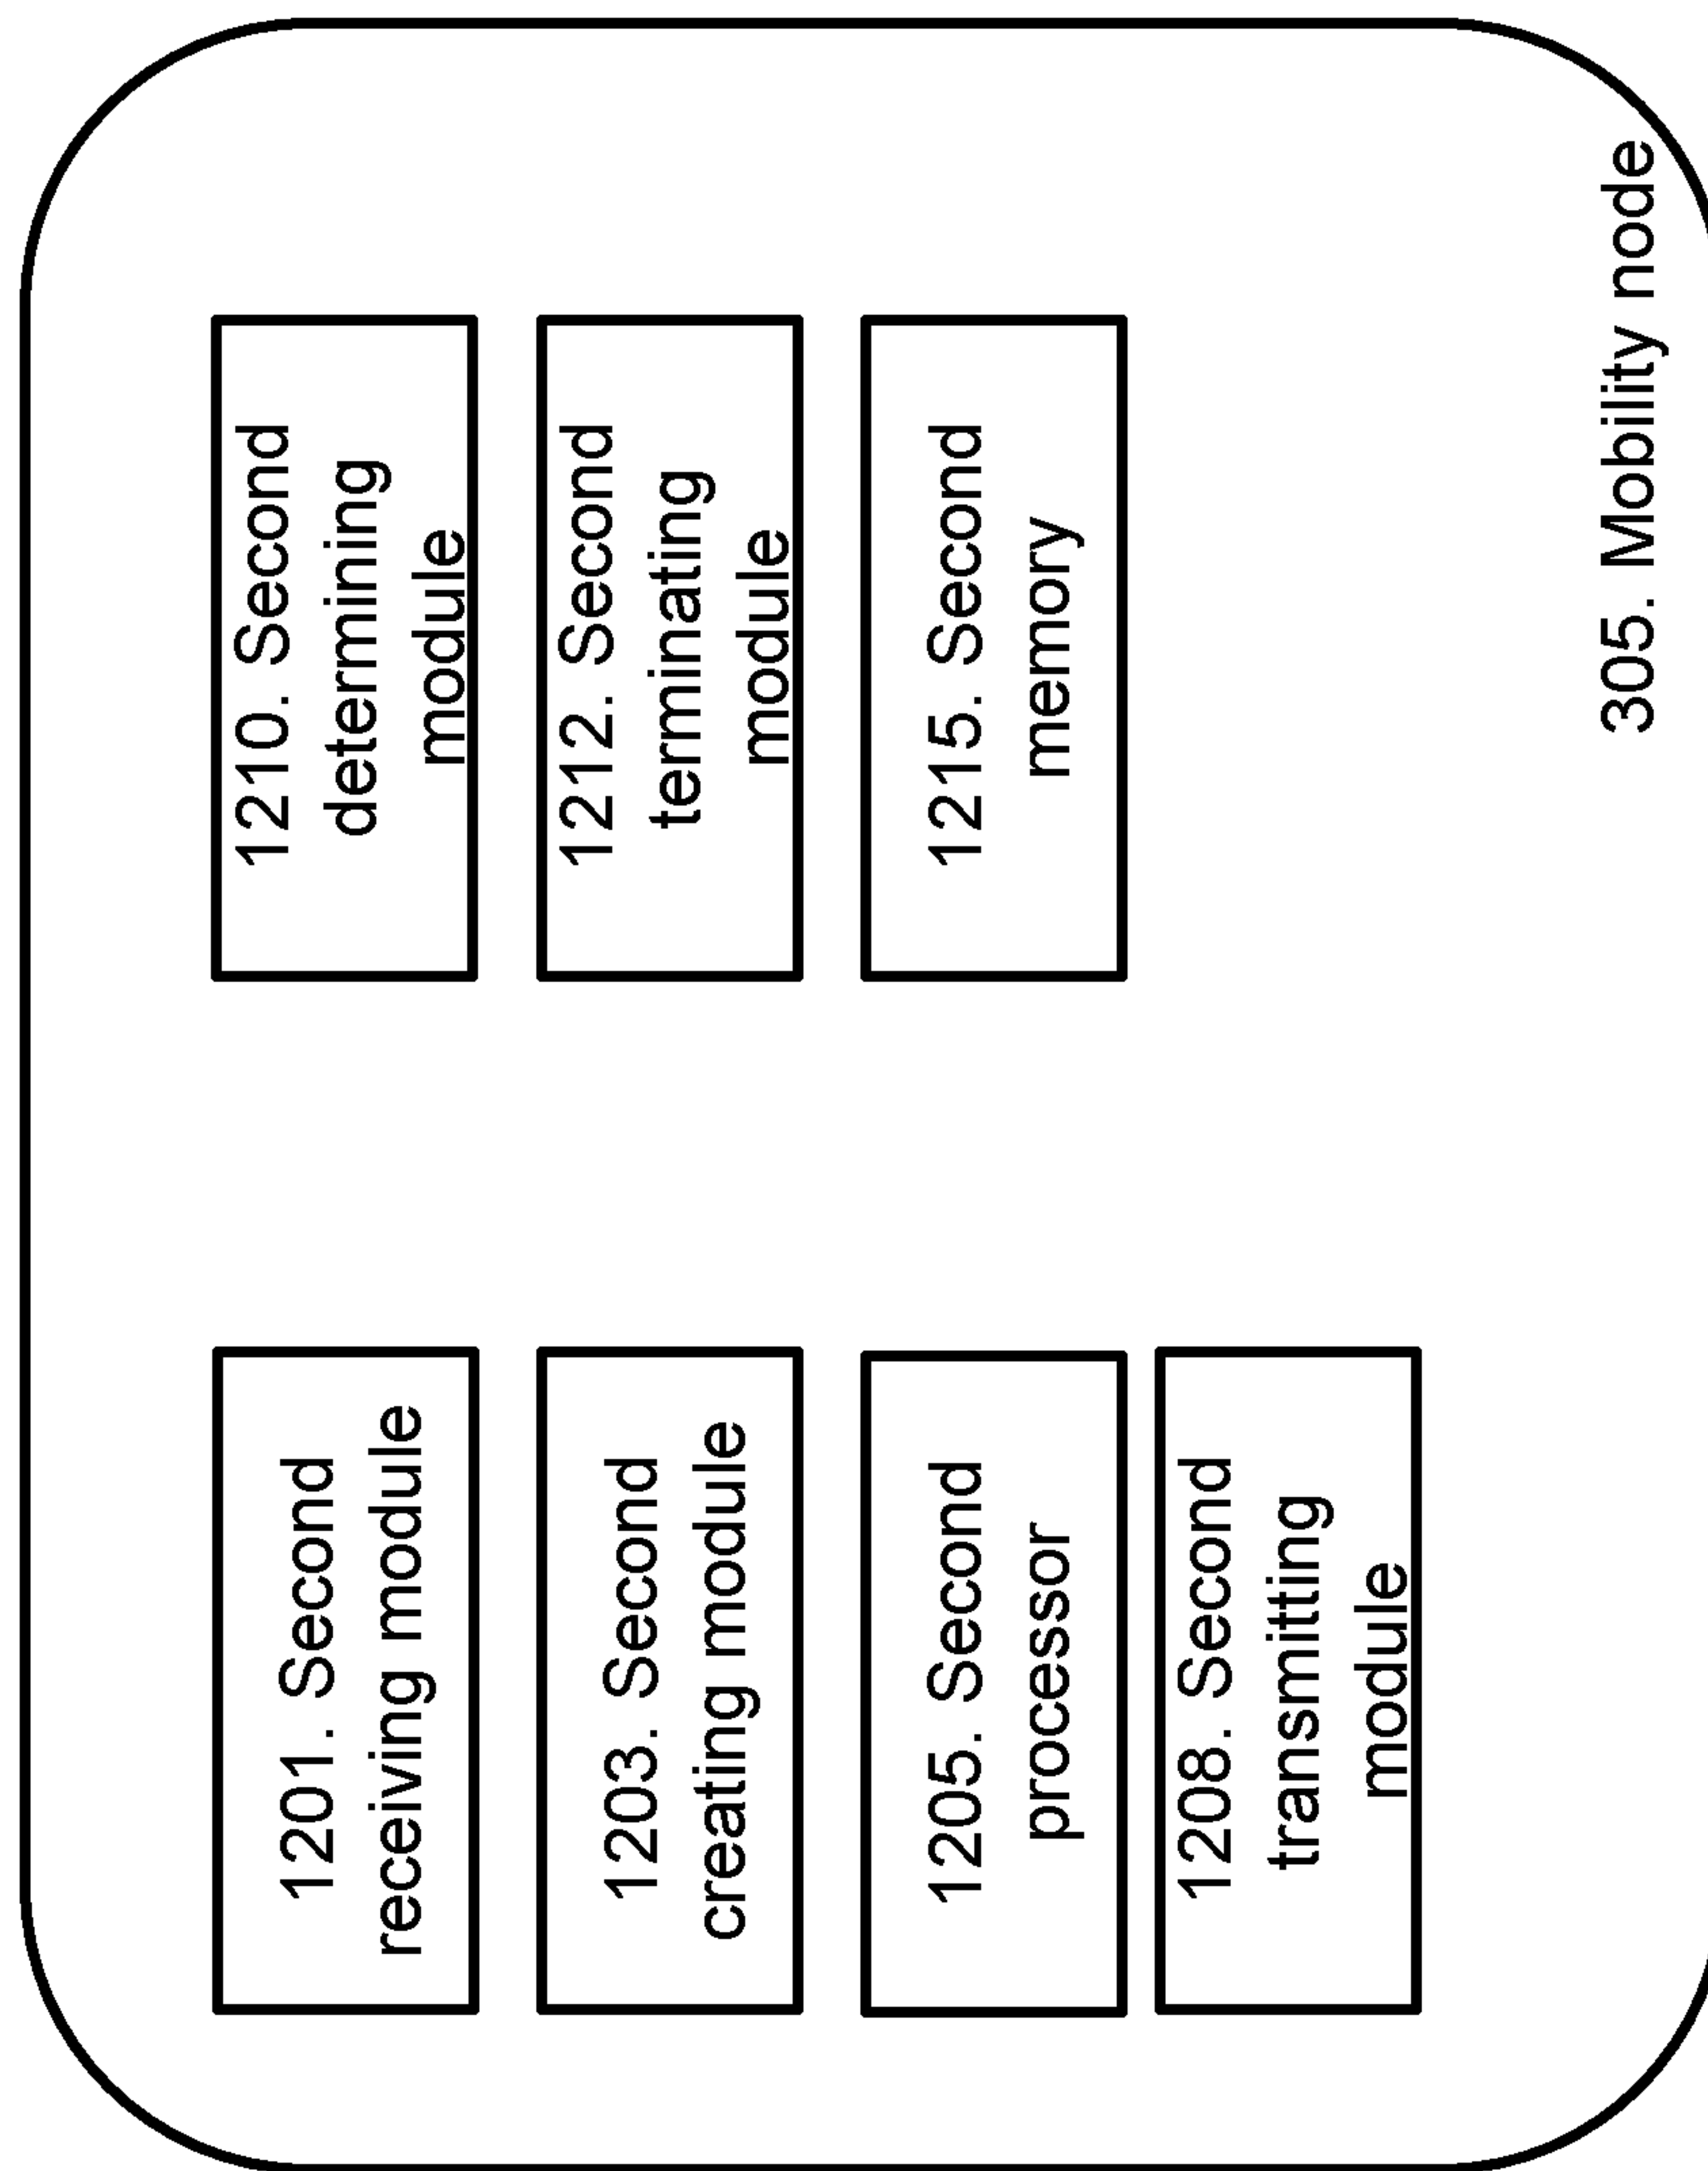 1201. Second
receiving module
1203. Second
creating module
1205. Second
processor
1208. Second
transmitting
module
1210. Second
determining
module
1212. Second
terminating
module
1215. Second
memory
305. Mobility node